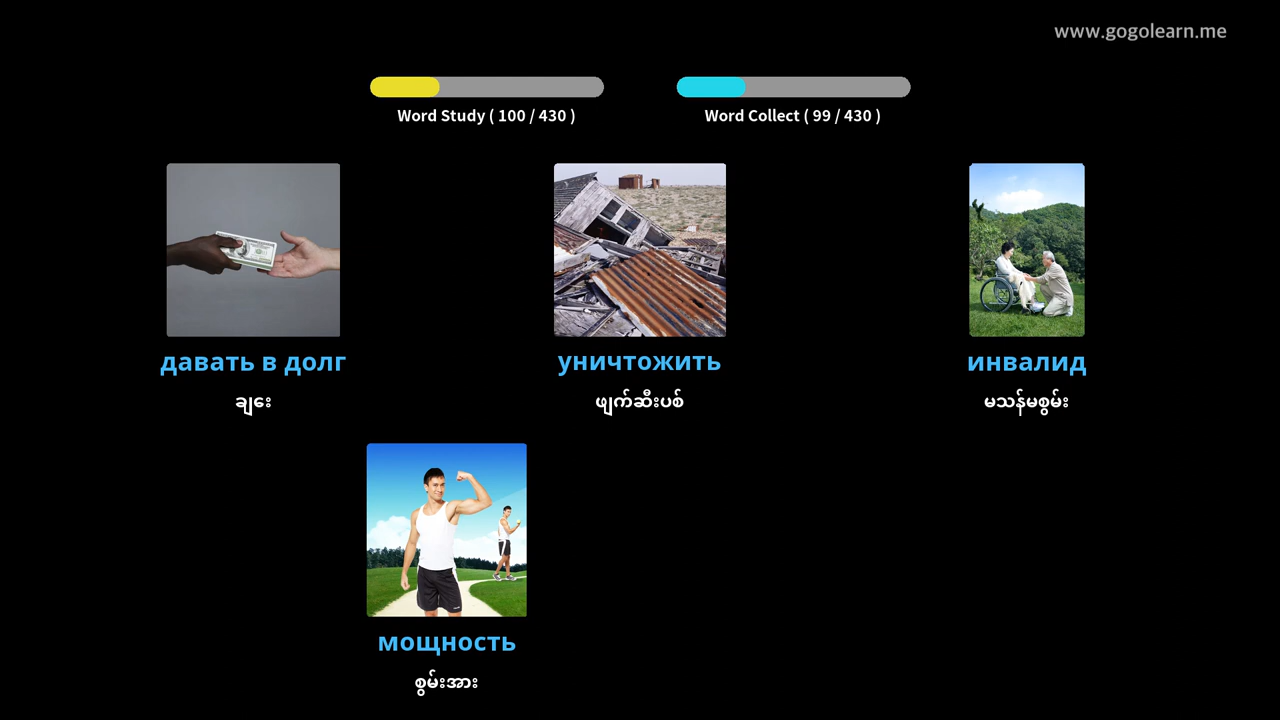 www.gogolearn.me
Word Study ( 100 / 430 )
Word Collect ( 99 / 430 )
давать в долг
уничтожить
инвалид
ချေး
ဖျက်ဆီးပစ်
မသန်မစွမ်း
мощность
စွမ်းအား